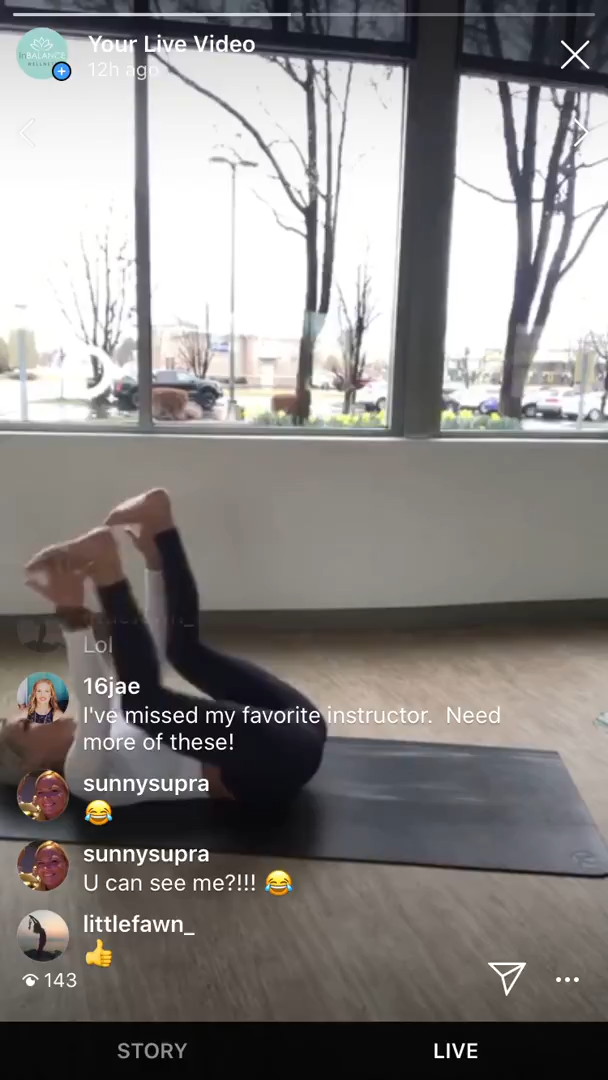 Your Live Video
12h ago
BALANCE
Lol
16jae
I've missed my favorite instructor.  Need
more of these!
sunnysupra
😂
sunnysupra
U can see me?!!! 😂
littlefawn_
👍
143
STORY
LIVE